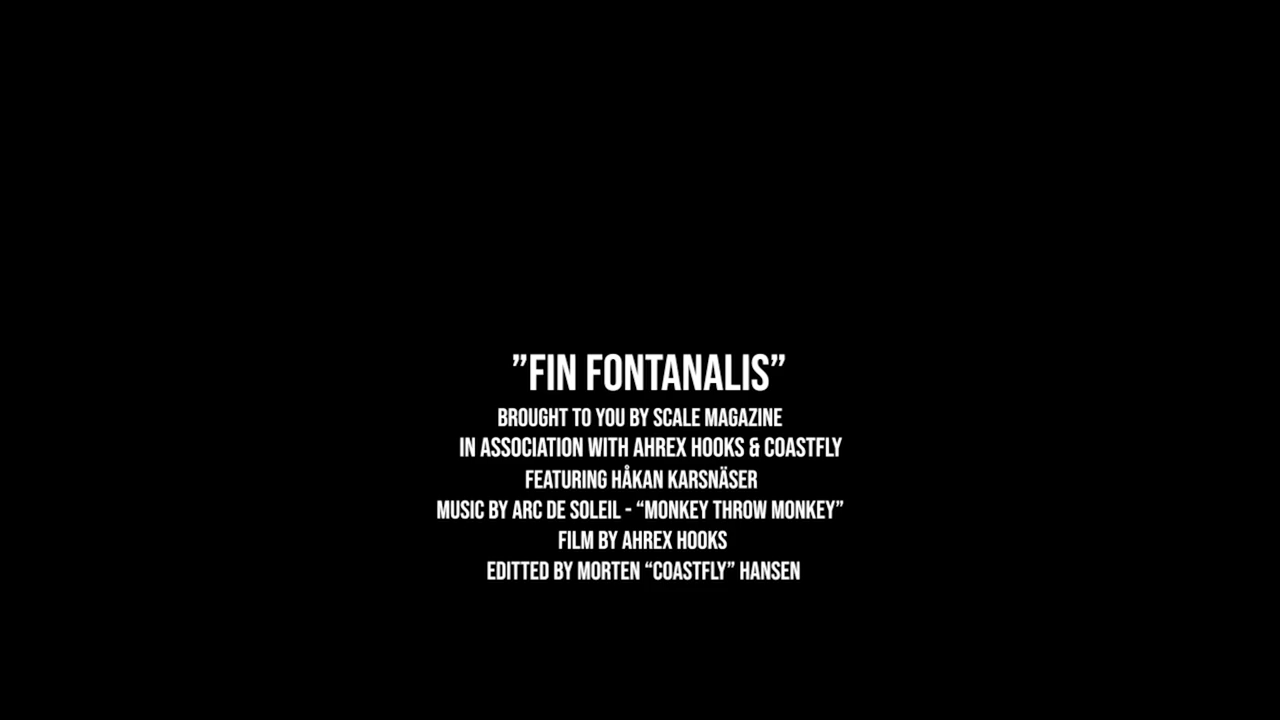 ”FIN FONTANALIS”
BROUGHT TO YOU BY SCALE MAGAZINE
IN ASSOCIATION WITH AHREX HOOKS & COASTFLY
FEATURING HÅKAN KARSNÄSER
MUSIC BY ARC DE SOLEIL - “MONKEY THROW MONKEY”
FILM BY AHREX HOOKS
EDITTED BY MORTEN “COASTFLY” HANSEN